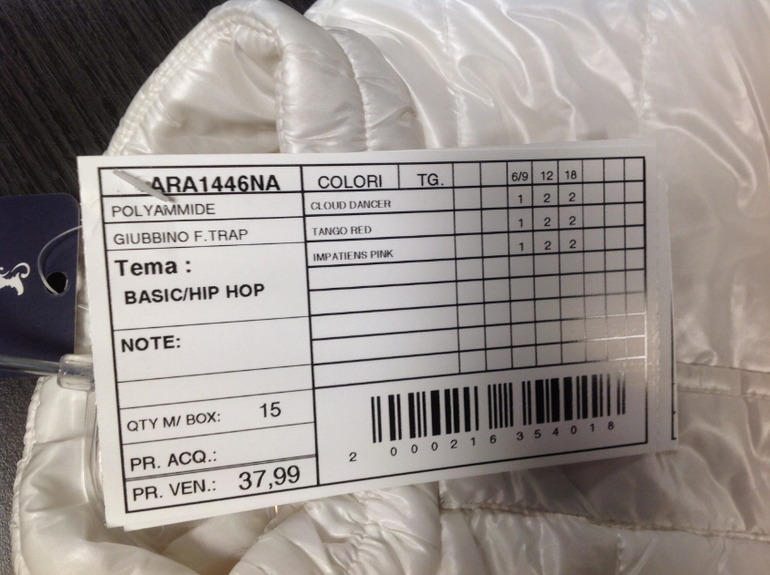 ARA1446NA COLORI TG. 6/9 12 18
POLYAMMIDE CLOUD DANCER 1 2 2
GIUBBINO F.TRAP TANGO RED 1 2 2
IMPATIENS PINK 1 2 2
Tema :
BASIC/HIP HOP
NOTE:
QTY M/ BOX: 15
PR. ACQ.:
PR. VEN.: 37,99
2 000216 354018